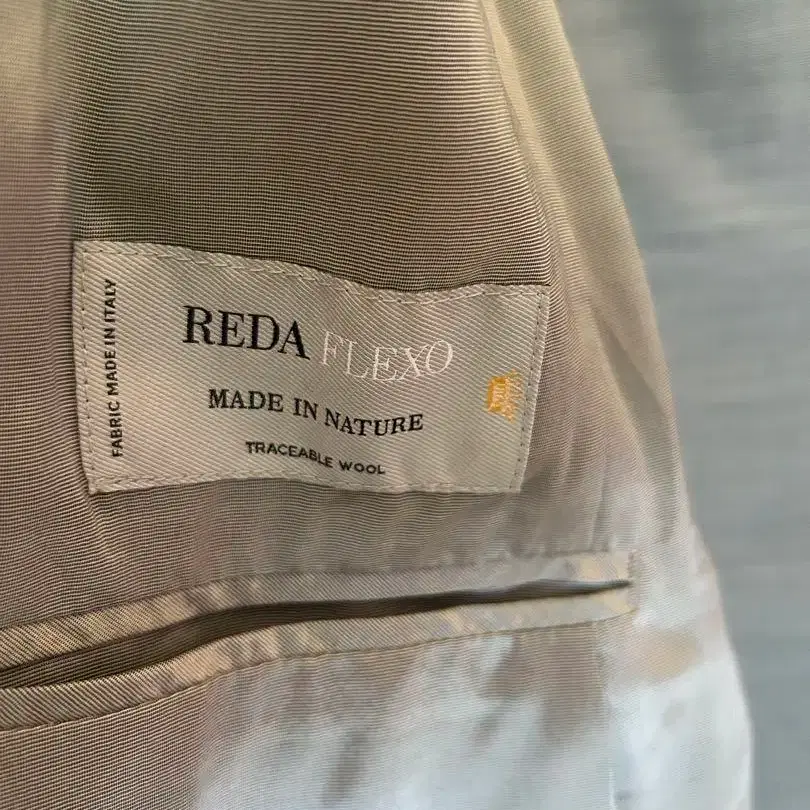 FABRIC MADE IN ITALY
REDA FLEXO
MADE IN NATURE
TRACEABLE WOOL